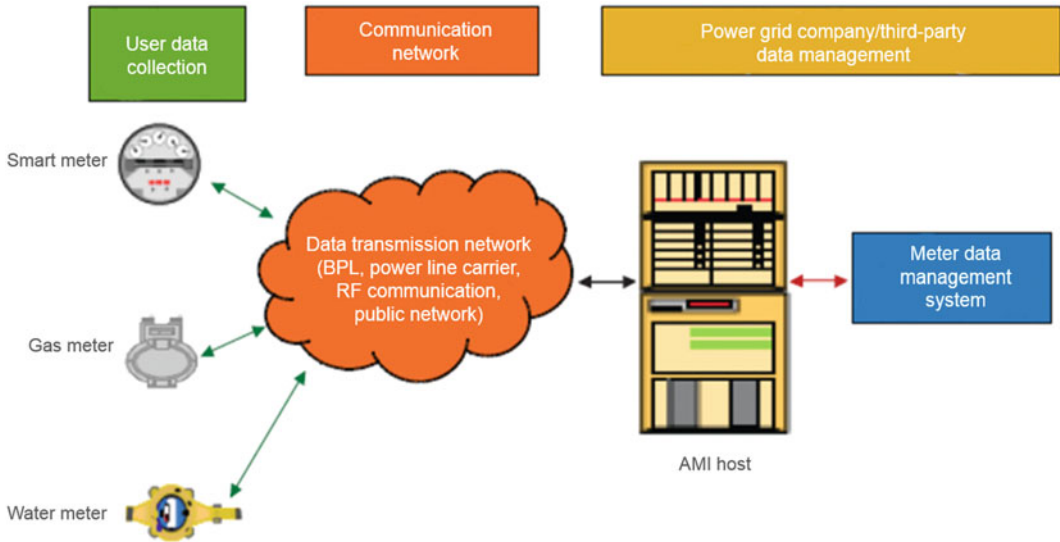 User data
collection
Communication
network
Power grid company/third-party
data management
Smart meter
Data transmission network
(BPL, power line carrier,
RF communication,
public network)
Meter data
management
system
Gas meter
AMI host
Water meter